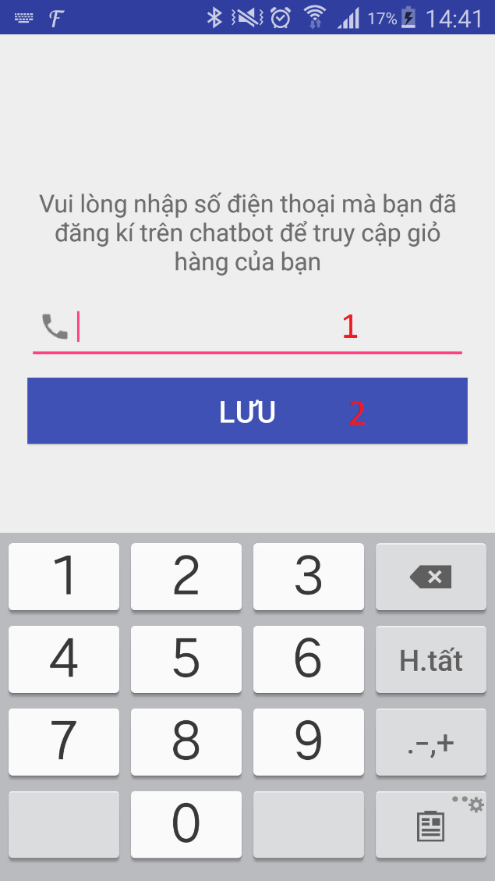 F 17% 14:41
Vui lòng nhập số điện thoại mà bạn đã
đăng kí trên chatbot để truy cập giỏ
hàng của bạn
1
LƯU 2
1 2 3
4 5 6 H.tất
7 8 9 .-,+
0